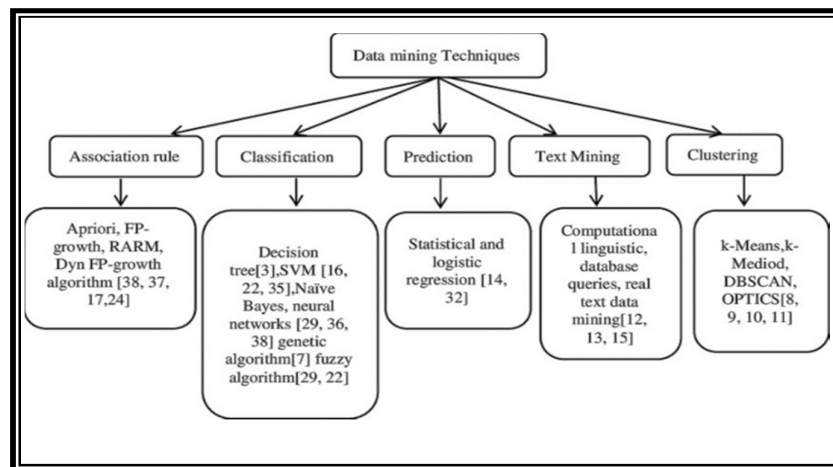 Data mining Techniques
Association rule
Classification
Prediction
Text Mining
Clustering
Apriori, FP-
growth, RARM,
Dyn FP-growth
algorithm [38, 37,
17,24]
Decision
tree[3],SVM [16,
22, 35],Naïve
Bayes, neural
networks [29, 36,
38] genetic
algorithm[7] fuzzy
algorithm[29, 22]
Statistical and
logistic
regression [14,
32]
Computationa
l linguistic,
database
queries, real
text data
mining[12,
13, 15]
k-Means,k-
Mediod,
DBSCAN,
OPTICS[8,
9, 10, 11]